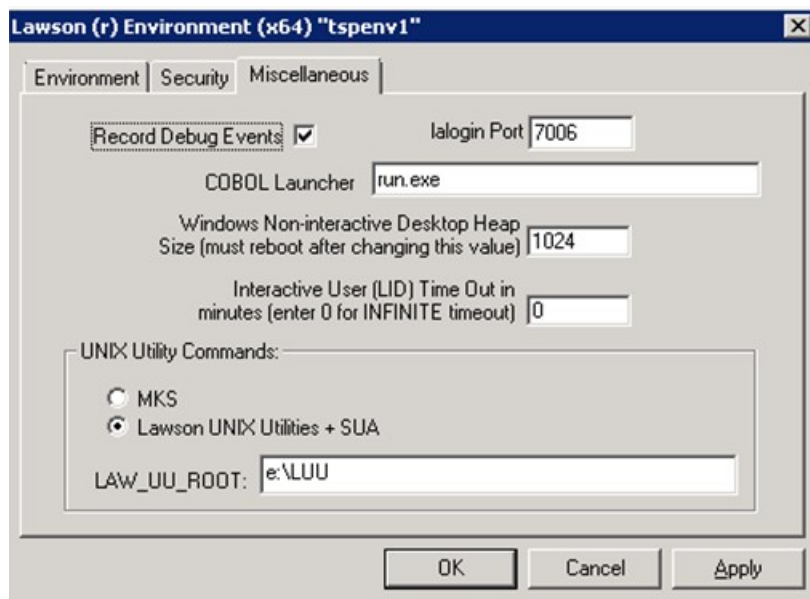 Lawson (r) Environment (x64) "tspenv1"
Environment Security Miscellaneous
Record Debug Events lalogin Port 7006
COBOL Launcher run.exe
Windows Non-interactive Desktop Heap
Size (must reboot after changing this value) 1024
Interactive User (LID) Time Out in
minutes (enter 0 for INFINITE timeout) 0
UNIX Utility Commands:
MKS
Lawson UNIX Utilities + SUA
LAW_UU_ROOT: e:\LUU
OK Cancel Apply